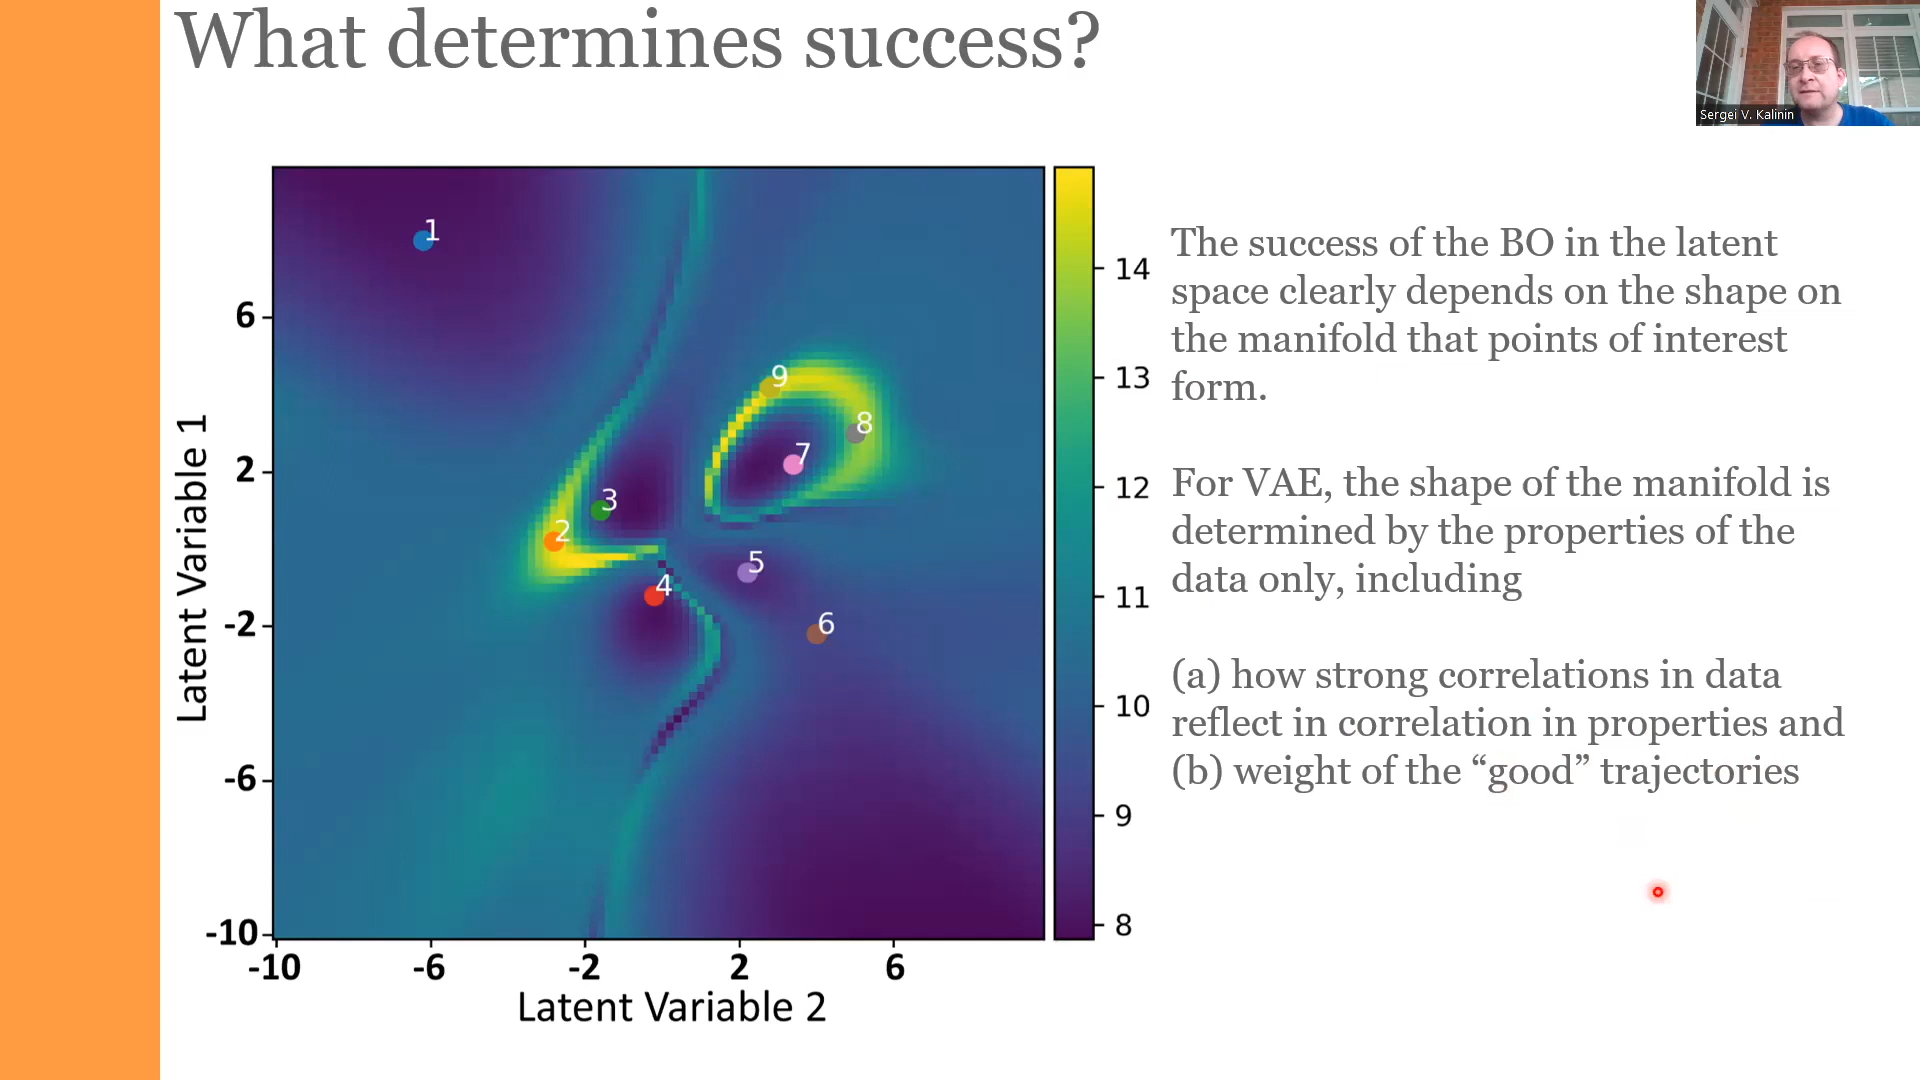 What determines success?
Sergei V. Kalinin
1
2
3
4
5
6
7
8
9
6
2
-2
-6
-10
-10
-6
-2
2
6
Latent Variable 1
Latent Variable 2
14
13
12
11
10
9
8
The success of the BO in the latent
space clearly depends on the shape on
the manifold that points of interest
form.
For VAE, the shape of the manifold is
determined by the properties of the
data only, including
(a) how strong correlations in data
reflect in correlation in properties and
(b) weight of the “good” trajectories